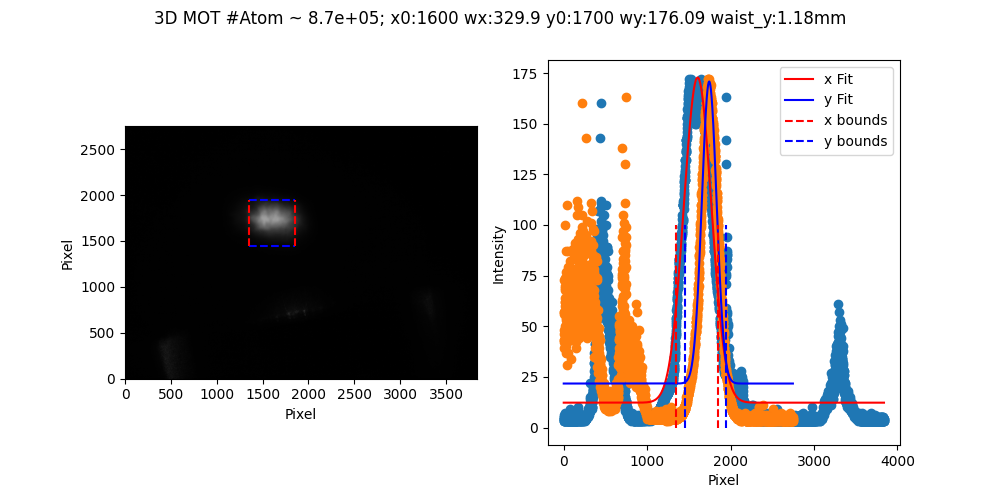 3D MOT #Atom ~ 8.7e+05; x0:1600 wx:329.9 y0:1700 wy:176.09 waist_y:1.18mm
2500
2000
1500
1000
500
0
Pixel
0 500 1000 1500 2000 2500 3000 3500
Pixel
175
150
125
100
75
50
25
0
Intensity
0 1000 2000 3000 4000
Pixel
x Fit
y Fit
x bounds
y bounds